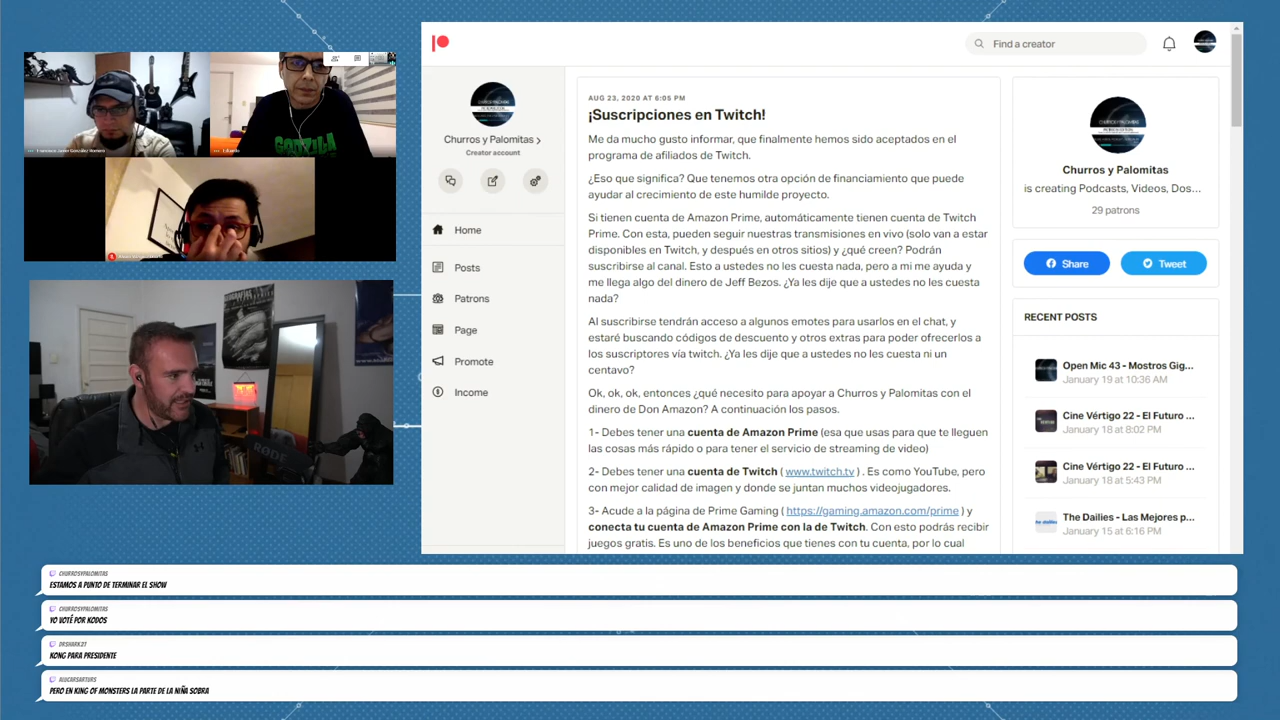 GODZILLA
Eduardo
RØDE
Find a creator
Churros y Palomitas
Creator account
Home
Posts
Patrons
Page
Promote
Income
AUG 23, 2020 AT 6:05 PM
¡Suscripciones en Twitch!
Me da mucho gusto informar, que finalmente hemos sido aceptados en el
programa de afiliados de Twitch.
¿Eso que significa? Que tenemos otra opción de financiamiento que puede
ayudar al crecimiento de este humilde proyecto.
Si tienen cuenta de Amazon Prime, automáticamente tienen cuenta de Twitch
Prime. Con esta, pueden seguir nuestras transmisiones en vivo (solo van a estar
disponibles en Twitch, y después en otros sitios) y ¿qué creen? Podrán
suscribirse al canal. Esto a ustedes no les cuesta nada, pero a mi me ayuda y
me llega algo del dinero de Jeff Bezos. ¿Ya les dije que a ustedes no les cuesta
nada?
Al suscribirse tendrán acceso a algunos emotes para usarlos en el chat, y
estaré buscando códigos de descuento y otros extras para poder ofrecerlos a
los suscriptores vía twitch. ¿Ya les dije que a ustedes no les cuesta ni un
centavo?
Ok, ok, ok, entonces ¿qué necesito para apoyar a Churros y Palomitas con el
dinero de Don Amazon? A continuación los pasos.
1- Debes tener una cuenta de Amazon Prime (esa que usas para que te lleguen
las cosas más rápido o para tener el servicio de streaming de video)
2- Debes tener una cuenta de Twitch ( www.twitch.tv ) . Es como YouTube, pero
con mejor calidad de imagen y donde se juntan muchos videojugadores.
3- Acude a la página de Prime Gaming ( https://gaming.amazon.com/prime ) y
conecta tu cuenta de Amazon Prime con la de Twitch. Con esto podrás recibir
juegos gratis. Es uno de los beneficios que tienes con tu cuenta, por lo cual
Churros y Palomitas
is creating Podcasts, Videos, Dos...
29 patrons
Share
Tweet
RECENT POSTS
Open Mic 43 - Mostros Gig...
January 19 at 10:36 AM
Cine Vértigo 22 - El Futuro ...
January 18 at 8:02 PM
Cine Vértigo 22 - El Futuro ...
January 18 at 5:43 PM
The Dailies - Las Mejores p...
January 15 at 6:16 PM
CHURROSYPALOMITAS
ESTAMOS A PUNTO DE TERMINAR EL SHOW
CHURROSYPALOMITAS
YO VOTÉ POR KODOS
DRSHARK27
KONG PARA PRESIDENTE
ALUCARSARTURS
PERO EN KING OF MONSTERS LA PARTE DE LA NIÑA SOBRA